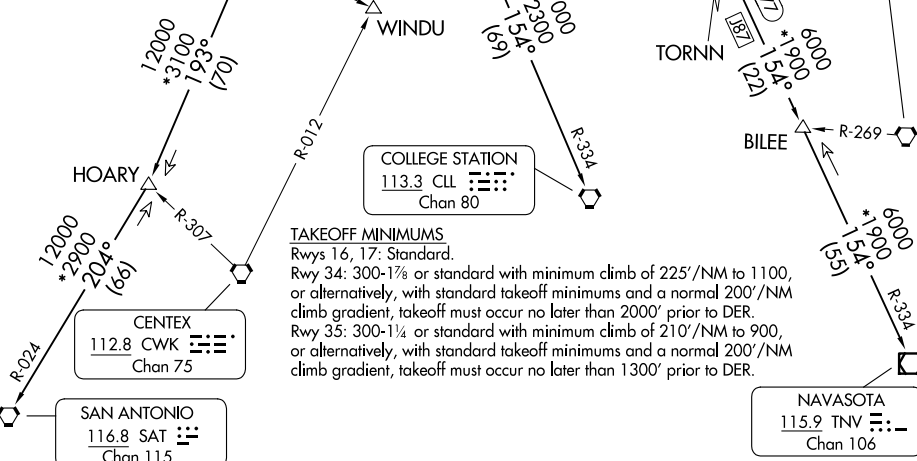 WINDU
12000
*3100
193°
(70)
000
2300
154°
(69)
TORNN
J87
6000
*1900
154°
(22)
BILEE
R-269
R-012
R-334
HOARY
R-307
COLLEGE STATION
113.3 CLL
Chan 80
12000
*2900
204°
(66)
R-024
CENTEX
112.8 CWK
Chan 75
TAKEOFF MINIMUMS
Rwys 16, 17: Standard.
Rwy 34: 300-1⅞ or standard with minimum climb of 225'/NM to 1100,
or alternatively, with standard takeoff minimums and a normal 200'/NM
climb gradient, takeoff must occur no later than 2000' prior to DER.
Rwy 35: 300-1¼ or standard with minimum climb of 210'/NM to 900,
or alternatively, with standard takeoff minimums and a normal 200'/NM
climb gradient, takeoff must occur no later than 1300' prior to DER.
6000
*1900
154°
(55)
R-334
SAN ANTONIO
116.8 SAT
Chan 115
NAVASOTA
115.9 TNV
Chan 106